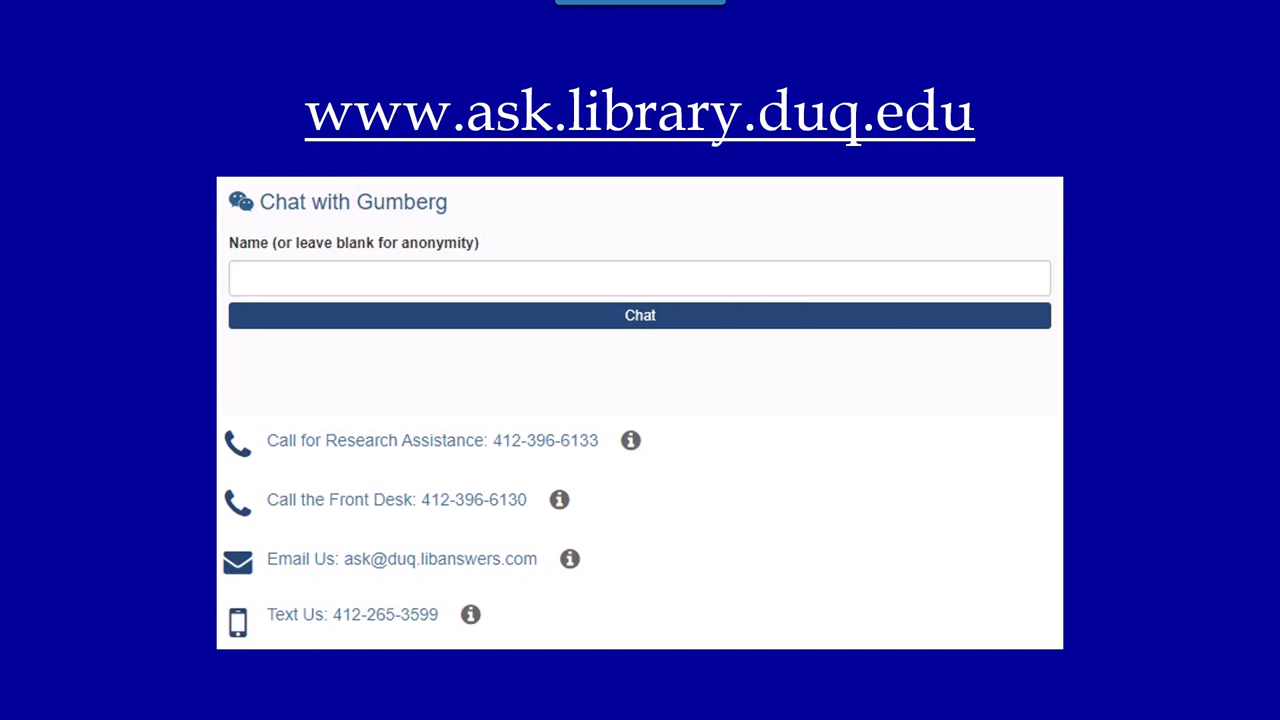 www.ask.library.duq.edu
Chat with Gumberg
Name (or leave blank for anonymity)
Chat
Call for Research Assistance: 412-396-6133
Call the Front Desk: 412-396-6130
Email Us: ask@duq.libanswers.com
Text Us: 412-265-3599